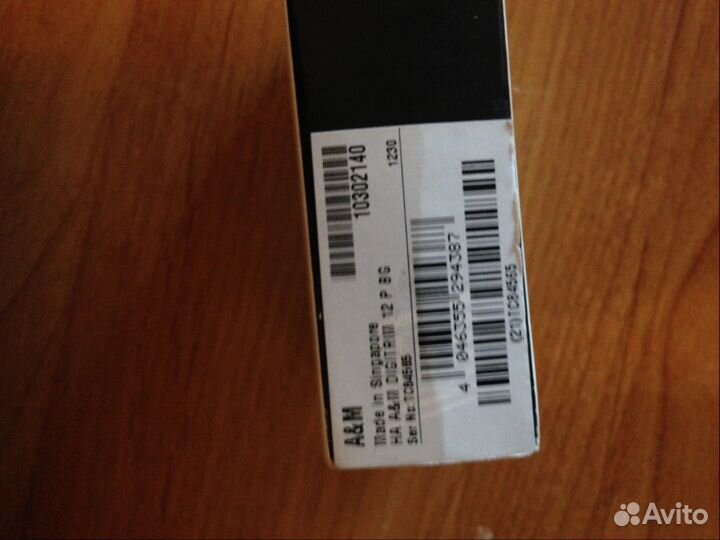 A&M
Made in Singapore
HA A&M DIGITRIM 12 P BG
Ser No:TC84565
10302140
1230
4 046355 294387
(21)TC84565
Avito